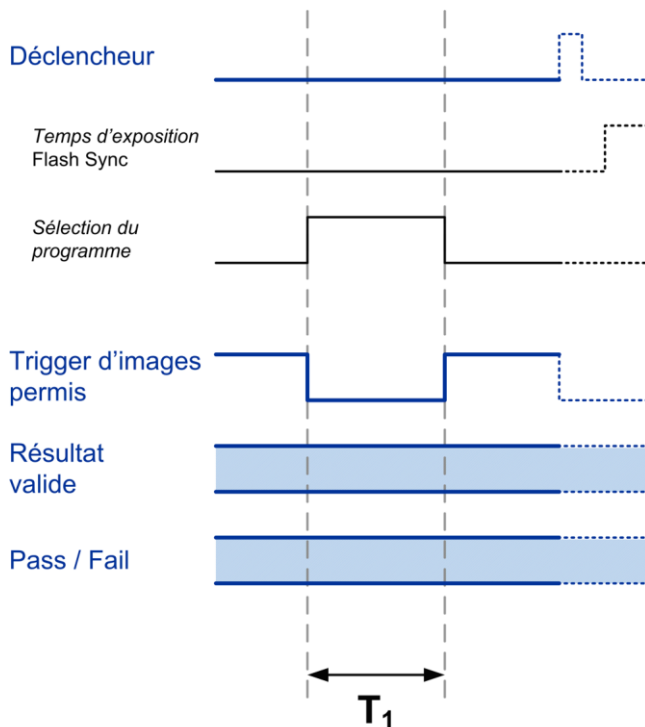 Déclencheur
Temps d'exposition
Flash Sync
Sélection du
programme
Trigger d'images
permis
Résultat
valide
Pass / Fail
T1